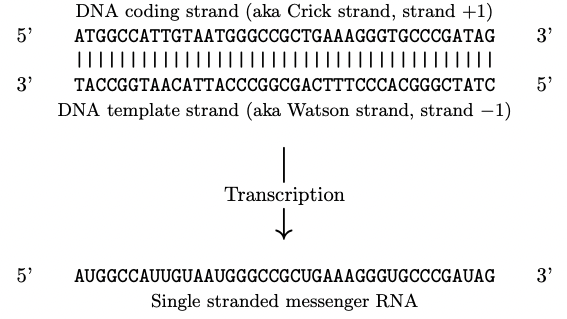 DNA coding strand (aka Crick strand, strand +1)
5’ ATGGCCATTGTAATGGGCCGCTGAAAGGGTGCCCGATAG 3’
|||||||||||||||||||||||||||||||||||||||
3’ TACCGGTAACATTACCCGGCGACTTTCCCACGGGCTATC 5’
DNA template strand (aka Watson strand, strand −1)
Transcription
5’ AUGGCCAUUGUAAUGGGCCGCUGAAAGGGUGCCCGAUAG 3’
Single stranded messenger RNA